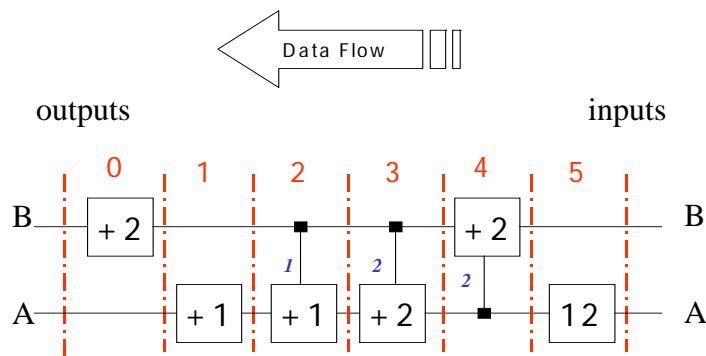 Data Flow
outputs inputs
0 1 2 3 4 5
B + 2 + 2 B
1 2 2
A + 1 + 1 + 2 12 A